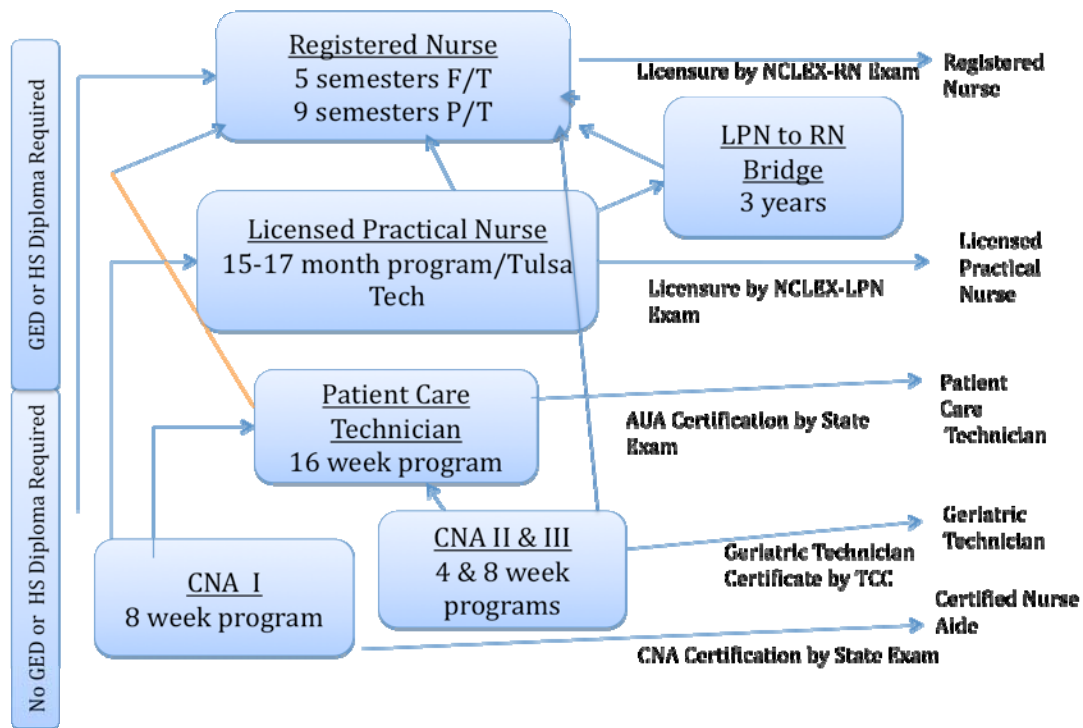 GED or HS Diploma Required
No GED or HS Diploma Required
Registered Nurse
5 semesters F/T
9 semesters P/T
Licensure by NCLEX-RN Exam
Registered
Nurse
LPN to RN
Bridge
3 years
Licensed Practical Nurse
15-17 month program/Tulsa
Tech
Licensure by NCLEX-LPN
Exam
Licensed
Practical
Nurse
Patient Care
Technician
16 week program
AUA Certification by State
Exam
Patient
Care
Technician
CNA II & III
4 & 8 week
programs
Geriatric Technician
Certificate by TCC
Geriatric
Technician
CNA I
8 week program
CNA Certification by State Exam
Certified Nurse
Aide